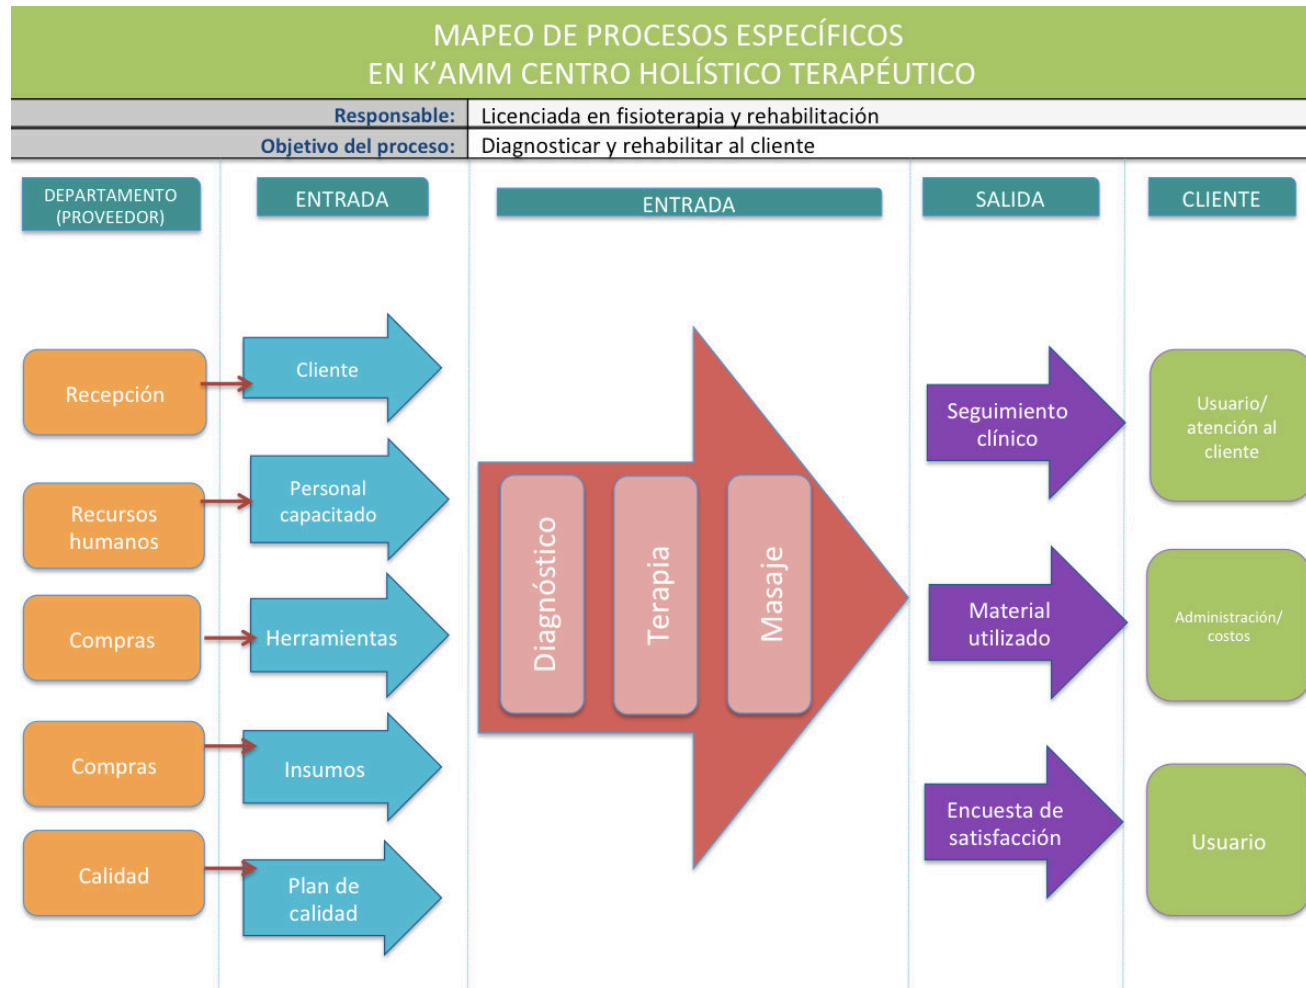 MAPEO DE PROCESOS ESPECÍFICOS
EN K'AMM CENTRO HOLÍSTICO TERAPÉUTICO
Responsable: Licenciada en fisioterapia y rehabilitación
Objetivo del proceso: Diagnosticar y rehabilitar al cliente
DEPARTAMENTO
(PROVEEDOR)
ENTRADA
ENTRADA
SALIDA
CLIENTE
Recepción
Recursos
humanos
Compras
Compras
Calidad
Cliente
Personal
capacitado
Herramientas
Insumos
Plan de
calidad
Diagnóstico
Terapia
Masaje
Seguimiento
clínico
Material
utilizado
Encuesta de
satisfacción
Usuario/
atención al
cliente
Administración/
costos
Usuario